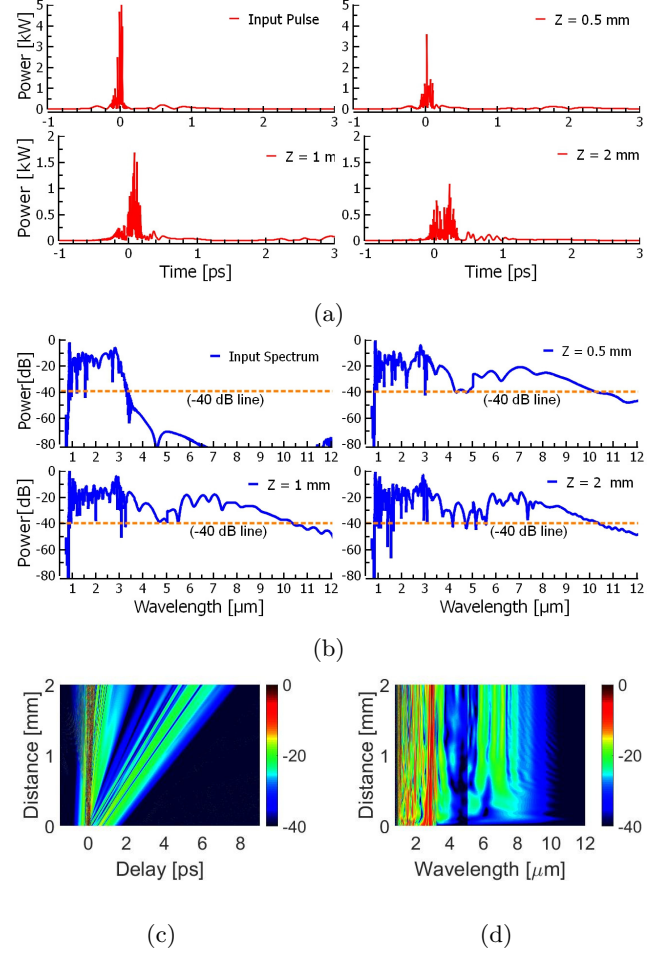 Power [kW]
5
4
3
2
1
0
Input Pulse
-1 0 1 2 3
5
4
3
2
1
0
Z = 0.5 mm
-1 0 1 2 3
Power [kW]
2
1.5
1
0.5
0
Z = 1 m
-1 0 1 2 3
Time [ps]
2
1.5
1
0.5
0
Z = 2 mm
-1 0 1 2 3
Time [ps]
(a)
Power[dB]
0
-20
-40
-60
-80
Input Spectrum
(-40 dB line)
1 2 3 4 5 6 7 8 9 10 11 12
0
-20
-40
-60
-80
Z = 0.5 mm
(-40 dB line)
1 2 3 4 5 6 7 8 9 10 11 12
Power[dB]
0
-20
-40
-60
-80
Z = 1 mm
(-40 dB line)
1 2 3 4 5 6 7 8 9 10 11 12
Wavelength [µm]
0
-20
-40
-60
-80
Z = 2 mm
(-40 dB line)
1 2 3 4 5 6 7 8 9 10 11 12
Wavelength [µm]
(b)
Distance [mm]
2
1
0
0 2 4 6 8
Delay [ps]
0
-20
-40
(c)
Distance [mm]
2
1
0
2 4 6 8 10 12
Wavelength [μm]
0
-20
-40
(d)